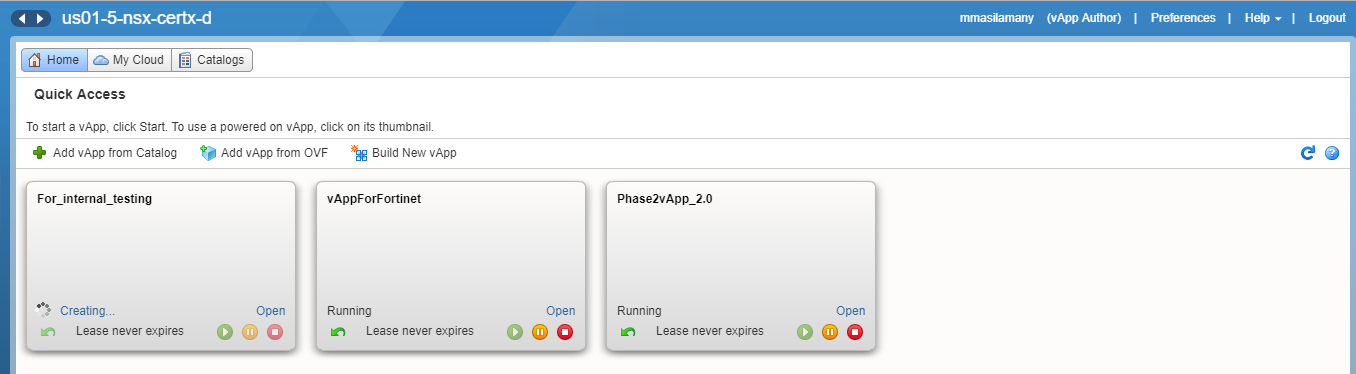 us01-5-nsx-certx-d
mmasilamany (vApp Author) | Preferences | Help | Logout
Home My Cloud Catalogs
Quick Access
To start a vApp, click Start. To use a powered on vApp, click on its thumbnail.
Add vApp from Catalog Add vApp from OVF Build New vApp
For_internal_testing vAppForFortinet Phase2vApp_2.0
Creating... Open Running Open Running Open
Lease never expires Lease never expires Lease never expires